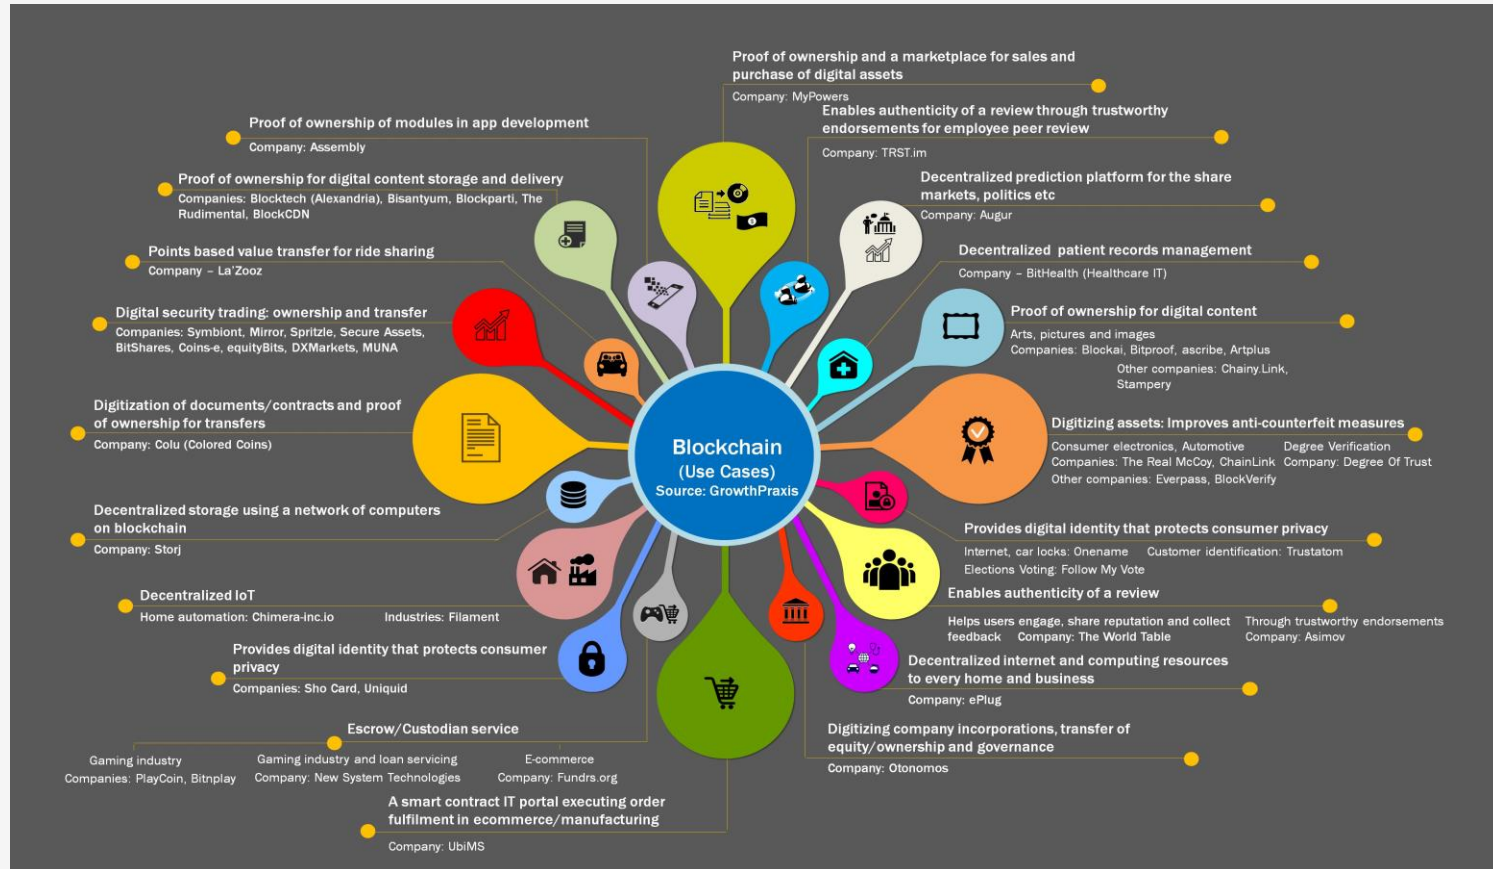 Proof of ownership and a marketplace for sales and
purchase of digital assets
Company: MyPowers
Enables authenticity of a review through trustworthy
endorsements for employee peer review
Company: TRST.im
Decentralized prediction platform for the share
markets, politics etc
Company: Augur
Decentralized patient records management
Company – BitHealth (Healthcare IT)
Proof of ownership for digital content
Arts, pictures and images
Companies: Blockai, Bitproof, ascribe, Artplus
Other companies: Chainy.Link,
Stampery
Digitizing assets: Improves anti-counterfeit measures
Consumer electronics, Automotive
Companies: The Real McCoy, ChainLink
Degree Verification
Company: Degree Of Trust
Other companies: Everpass, BlockVerify
Provides digital identity that protects consumer privacy
Internet, car locks: Onename
Customer identification: Trustatom
Elections Voting: Follow My Vote
Enables authenticity of a review
Helps users engage, share reputation and collect
feedback Company: The World Table
Through trustworthy endorsements
Company: Asimov
Decentralized internet and computing resources
to every home and business
Company: ePlug
Digitizing company incorporations, transfer of
equity/ownership and governance
Company: Otonomos
Proof of ownership of modules in app development
Company: Assembly
Proof of ownership for digital content storage and delivery
Companies: Blocktech (Alexandria), Bisantyum, Blockparti, The
Rudimental, BlockCDN
Points based value transfer for ride sharing
Company – La'Zooz
Digital security trading: ownership and transfer
Companies: Symbiont, Mirror, Spritzle, Secure Assets,
BitShares, Coins-e, equityBits, DXMarkets, MUNA
Digitization of documents/contracts and proof
of ownership for transfers
Company: Colu (Colored Coins)
Decentralized storage using a network of computers
on blockchain
Company: Storj
Decentralized IoT
Home automation: Chimera-inc.io
Industries: Filament
Provides digital identity that protects consumer
privacy
Companies: Sho Card, Uniquid
Escrow/Custodian service
Gaming industry
Companies: PlayCoin, Bitnplay
Gaming industry and loan servicing
Company: New System Technologies
E-commerce
Company: Fundrs.org
A smart contract IT portal executing order
fulfilment in ecommerce/manufacturing
Company: UbiMS
Blockchain
(Use Cases)
Source: GrowthPraxis